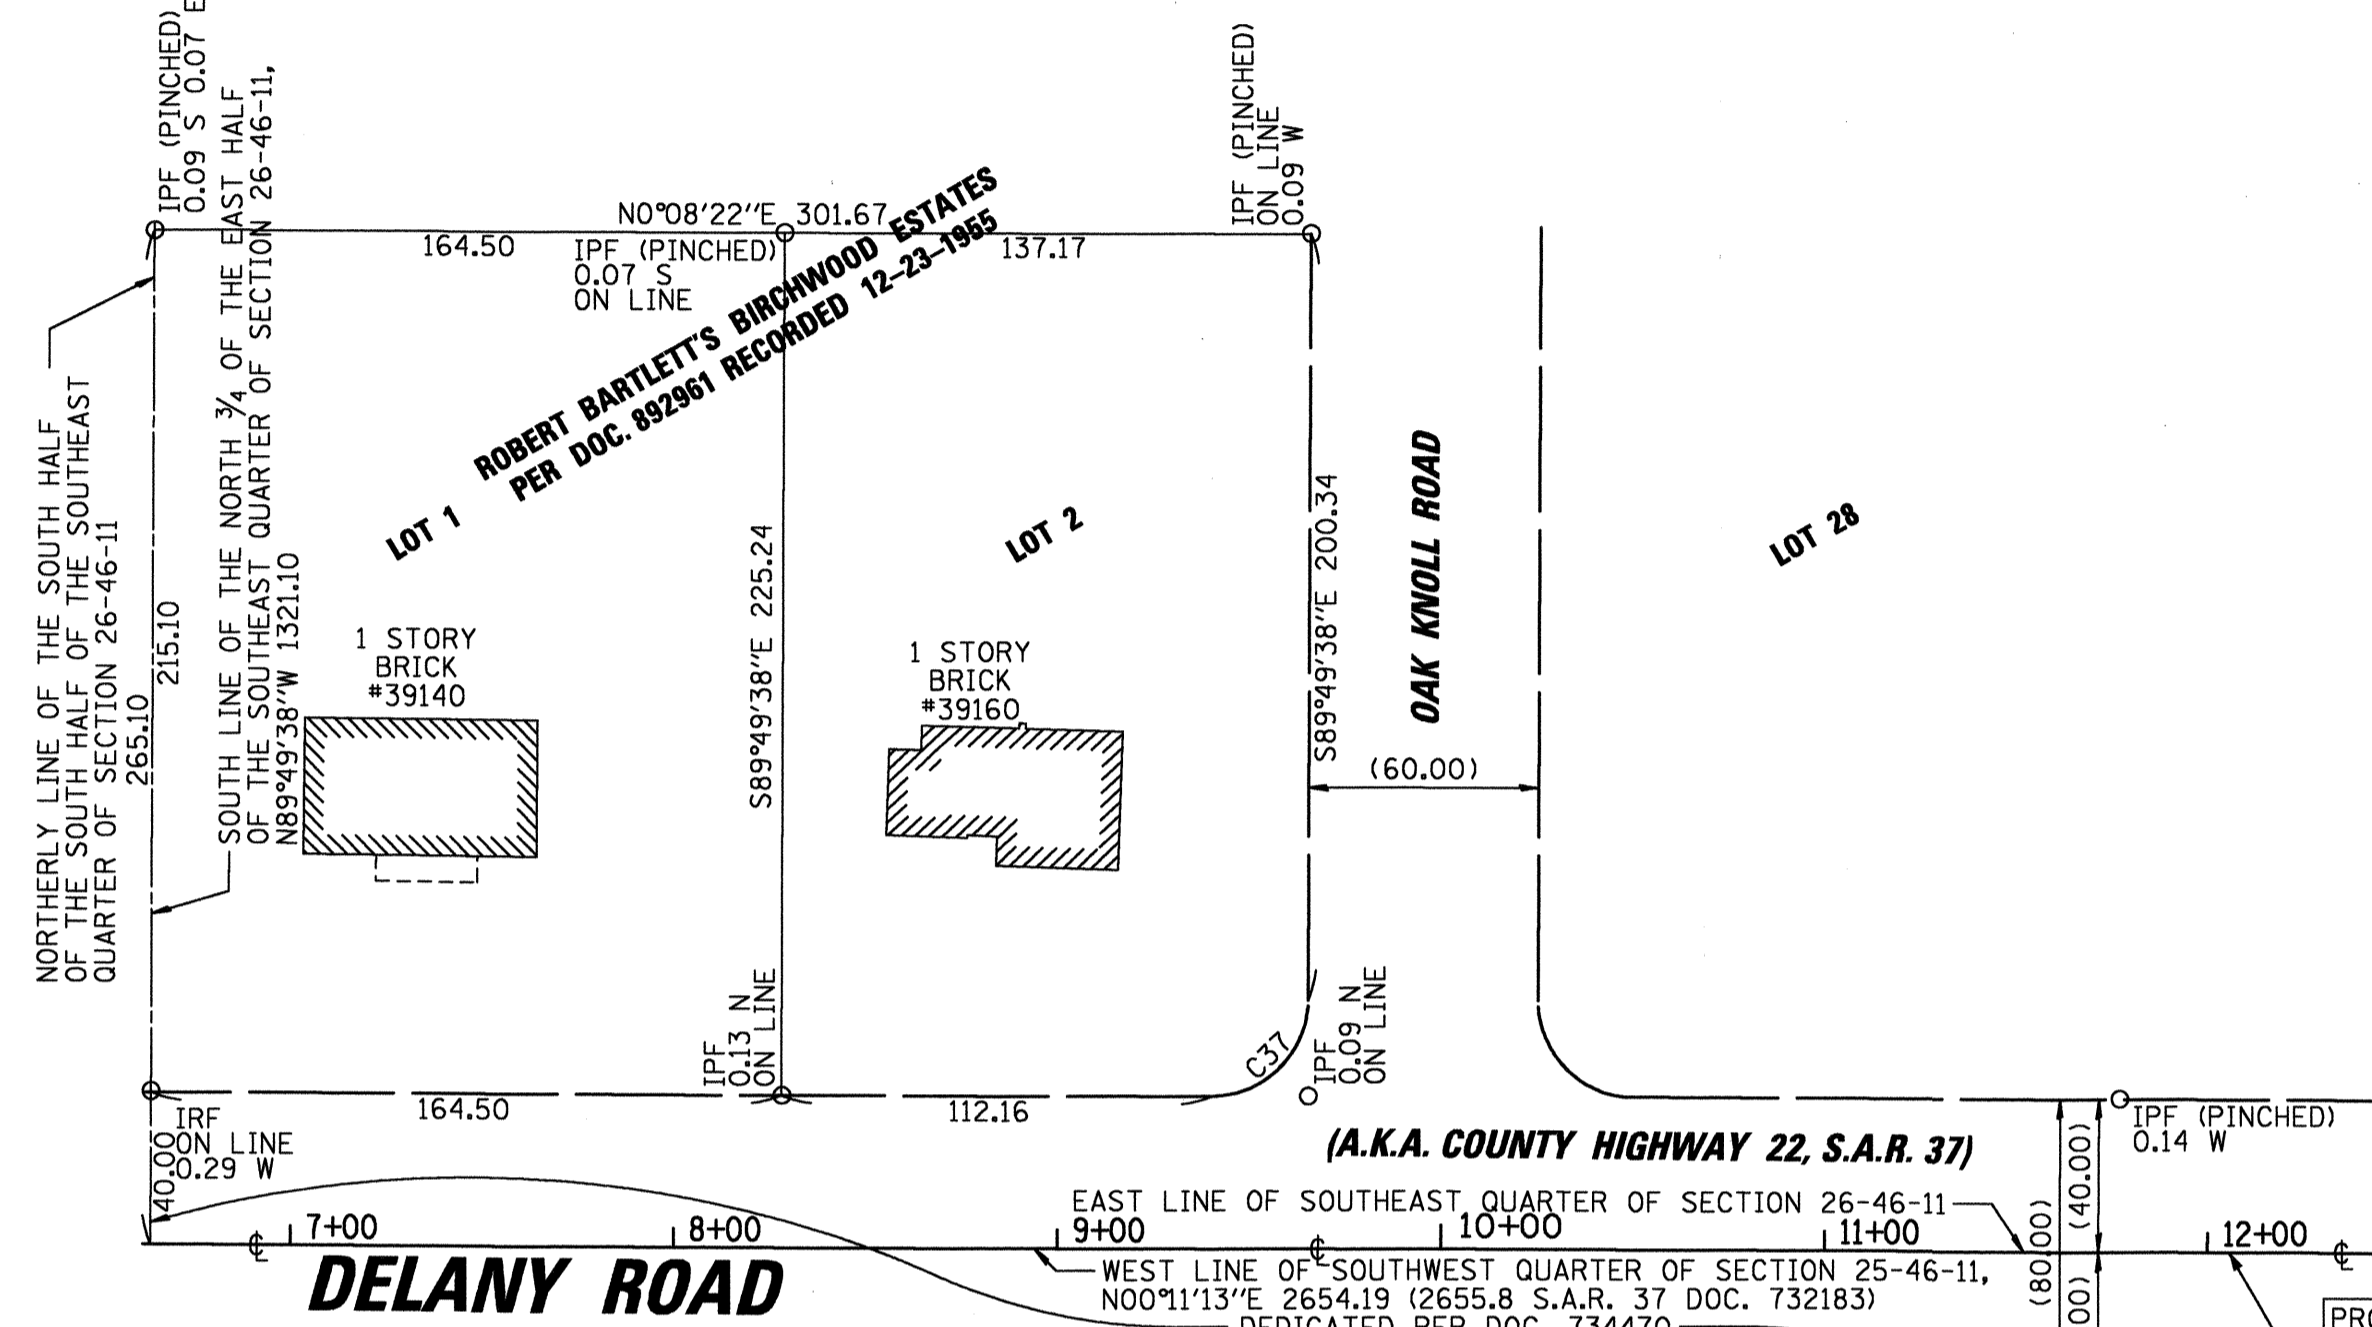 IPF (PINCHED)
0.09 S 0.07 E
NORTHERLY LINE OF THE SOUTH HALF
OF THE SOUTH HALF OF THE SOUTHEAST
QUARTER OF SECTION 26-46-11
265.10
215.10
SOUTH LINE OF THE NORTH ¾ OF THE EAST HALF
OF THE SOUTHEAST QUARTER OF SECTION 26-46-11,
N89°49'38"W 1321.10
N0°08'22"E 301.67
164.50
IPF (PINCHED)
0.07 S
ON LINE
137.17
IPF (PINCHED)
ON LINE
0.09 W
ROBERT BARTLETT'S BIRCHWOOD ESTATES
PER DOC. 892961 RECORDED 12-23-1955
LOT 1
LOT 2
LOT 28
1 STORY
BRICK
#39140
S89°49'38"E 225.24
1 STORY
BRICK
#39160
S89°49'38"E 200.34
OAK KNOLL ROAD
(60.00)
IPF
0.13 N
ON LINE
C37
IPF
0.09 N
ON LINE
164.50
112.16
IRF
ON LINE
0.29 W
40.00
IPF (PINCHED)
0.14 W
(A.K.A. COUNTY HIGHWAY 22, S.A.R. 37)
(40.00)
(80.00)
EAST LINE OF SOUTHEAST QUARTER OF SECTION 26-46-11
℄
7+00
8+00
9+00
℄
10+00
11+00
12+00
℄
DELANY ROAD
WEST LINE OF SOUTHWEST QUARTER OF SECTION 25-46-11,
N00°11'13"E 2654.19 (2655.8 S.A.R. 37 DOC. 732183)
DEDICATED PER DOC. 734470